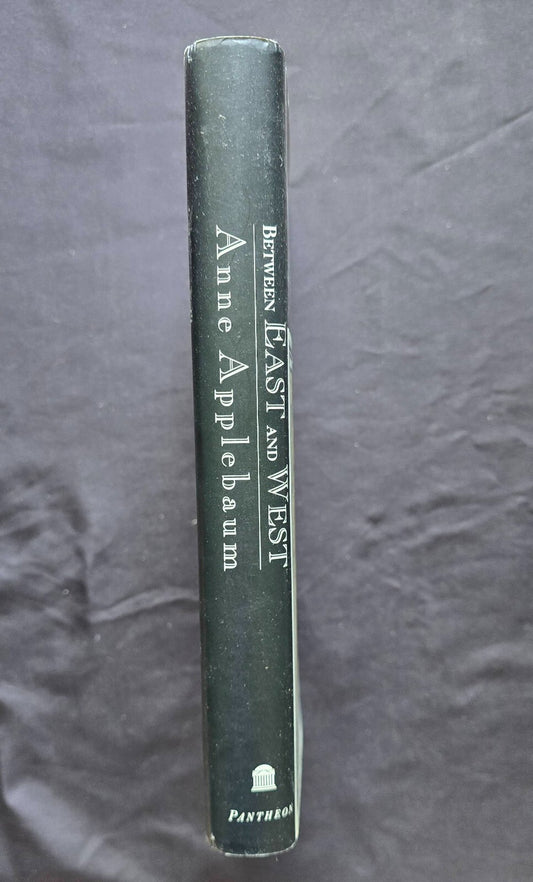 BETWEEN EAST AND WEST
Anne Applebaum
PANTHEON